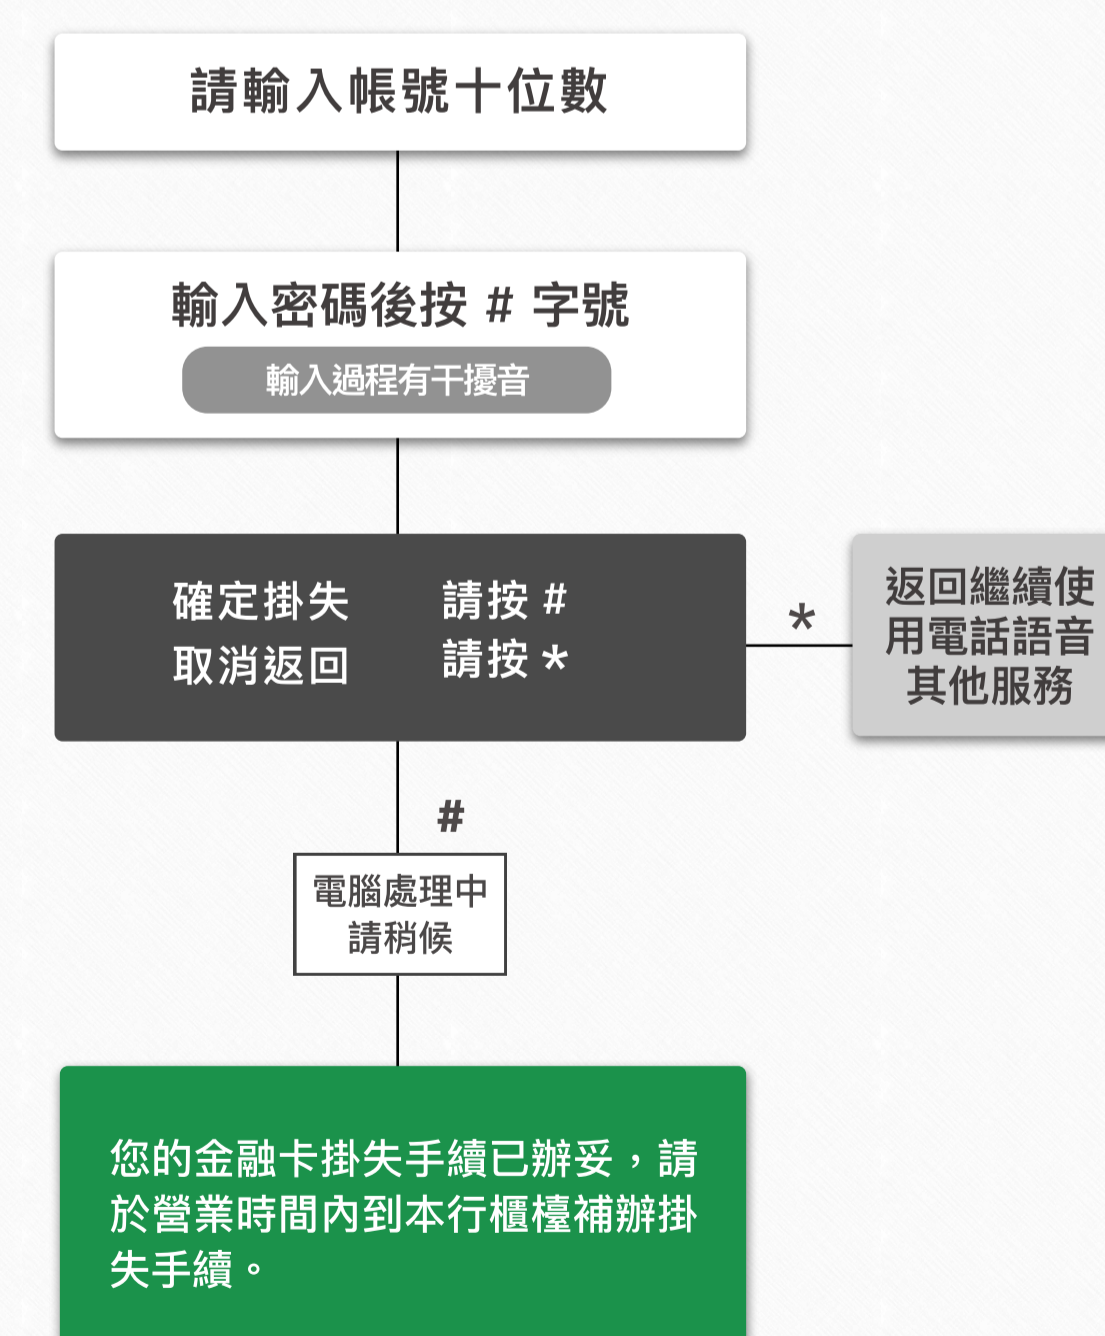 請輸入帳號十位數
輸入密碼後按 # 字號
輸入過程有干擾音
確定掛失 請按 #
取消返回 請按 *
*
返回繼續使
用電話語音
其他服務
#
電腦處理中
請稍候
您的金融卡掛失手續已辦妥，請
於營業時間內到本行櫃檯補辦掛
失手續。